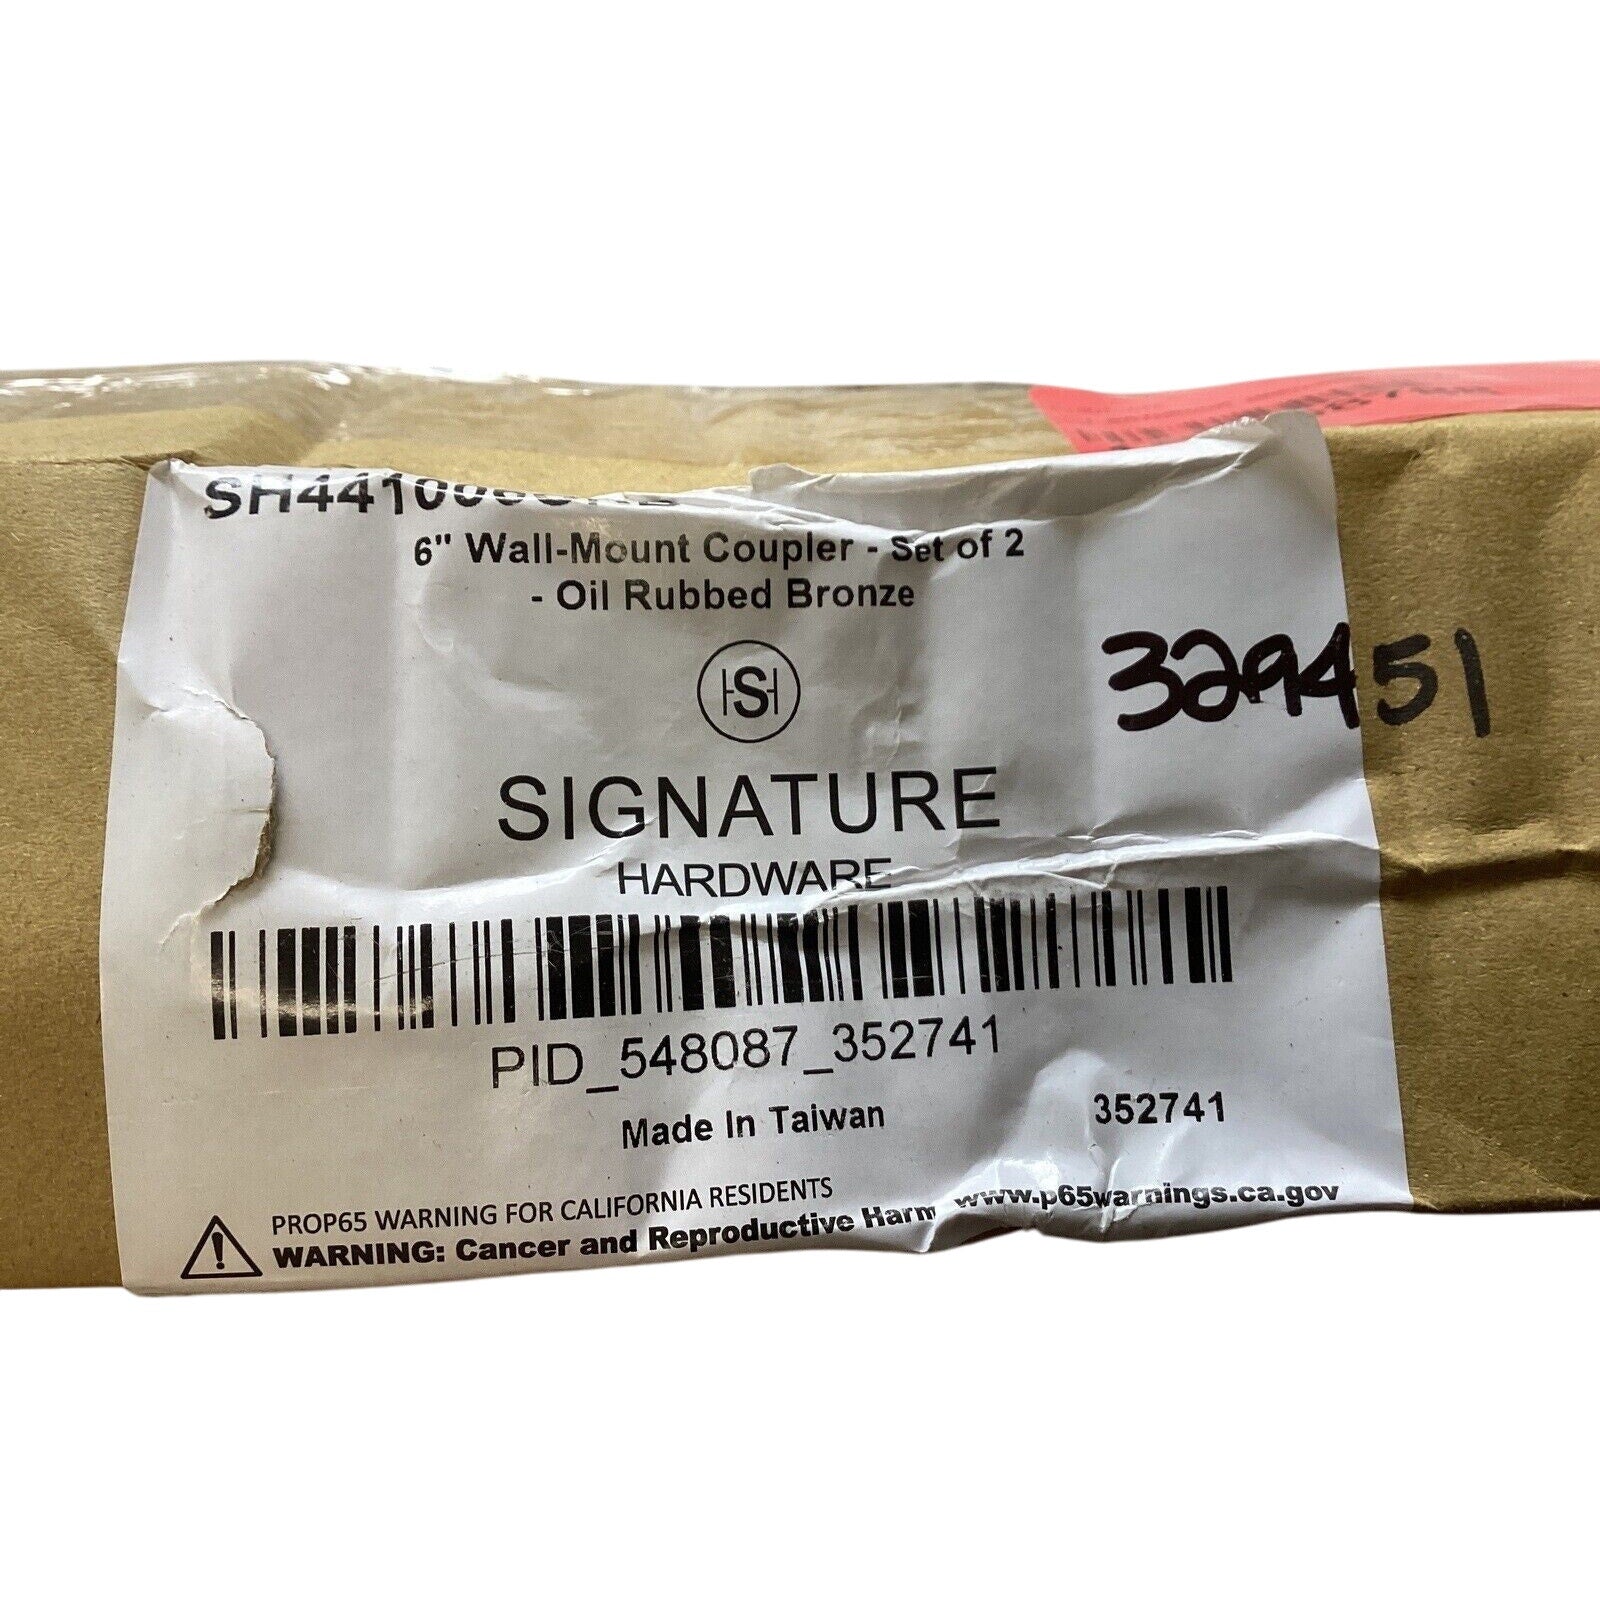 6" Wall-Mount Coupler - Set of 2
- Oil Rubbed Bronze
HSH
329451
SIGNATURE
HARDWARE
PID_548087_352741
Made In Taiwan
352741
PROP65 WARNING FOR CALIFORNIA RESIDENTS
WARNING: Cancer and Reproductive Harm www.p65warnings.ca.gov